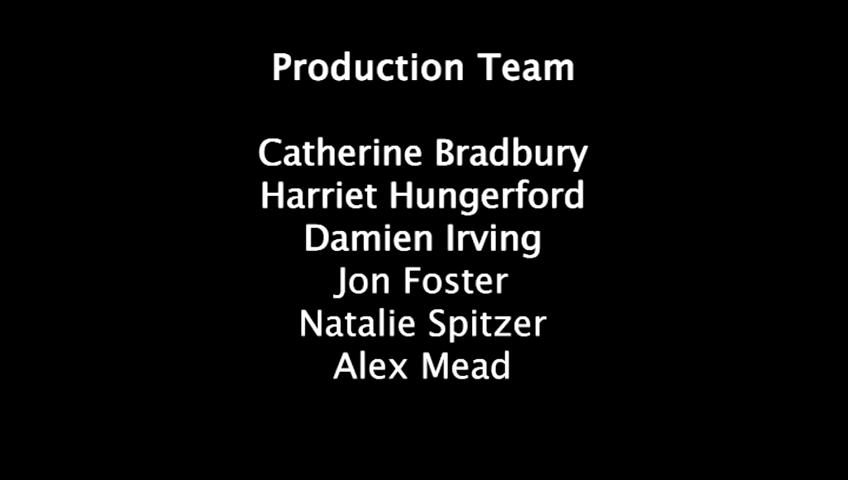 Production Team
Catherine Bradbury
Harriet Hungerford
Damien Irving
Jon Foster
Natalie Spitzer
Alex Mead